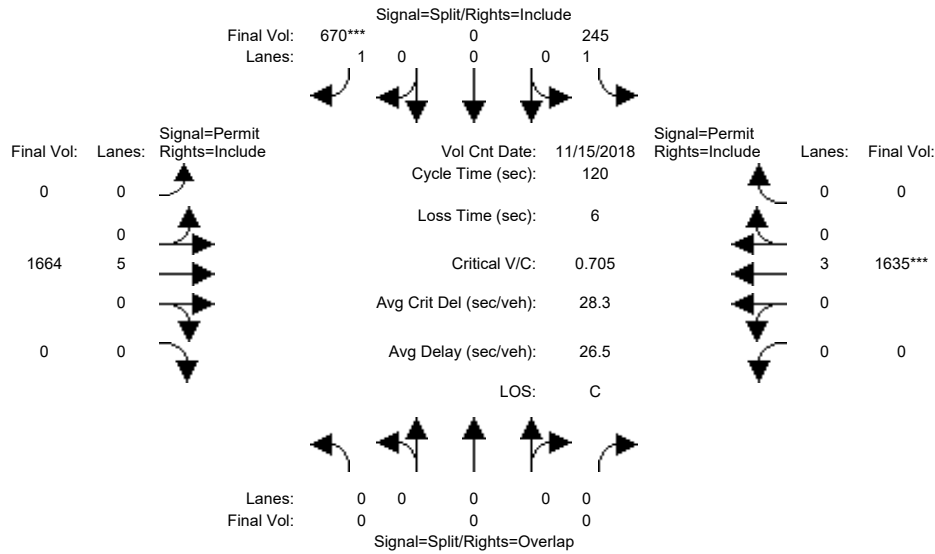 Signal=Split/Rights=Include
Final Vol: 670*** 0 245
Lanes: 1 0 0 0 1
Signal=Permit
Final Vol: Lanes: Rights=Include
Vol Cnt Date: 11/15/2018
Signal=Permit
Rights=Include Lanes: Final Vol:
Cycle Time (sec): 120
0 0
0 0
Loss Time (sec): 6
0
0
1664 5
Critical V/C: 0.705
3 1635***
0
Avg Crit Del (sec/veh): 28.3
0
0 0
Avg Delay (sec/veh): 26.5
0 0
LOS: C
Lanes: 0 0 0 0 0
Final Vol: 0 0 0
Signal=Split/Rights=Overlap